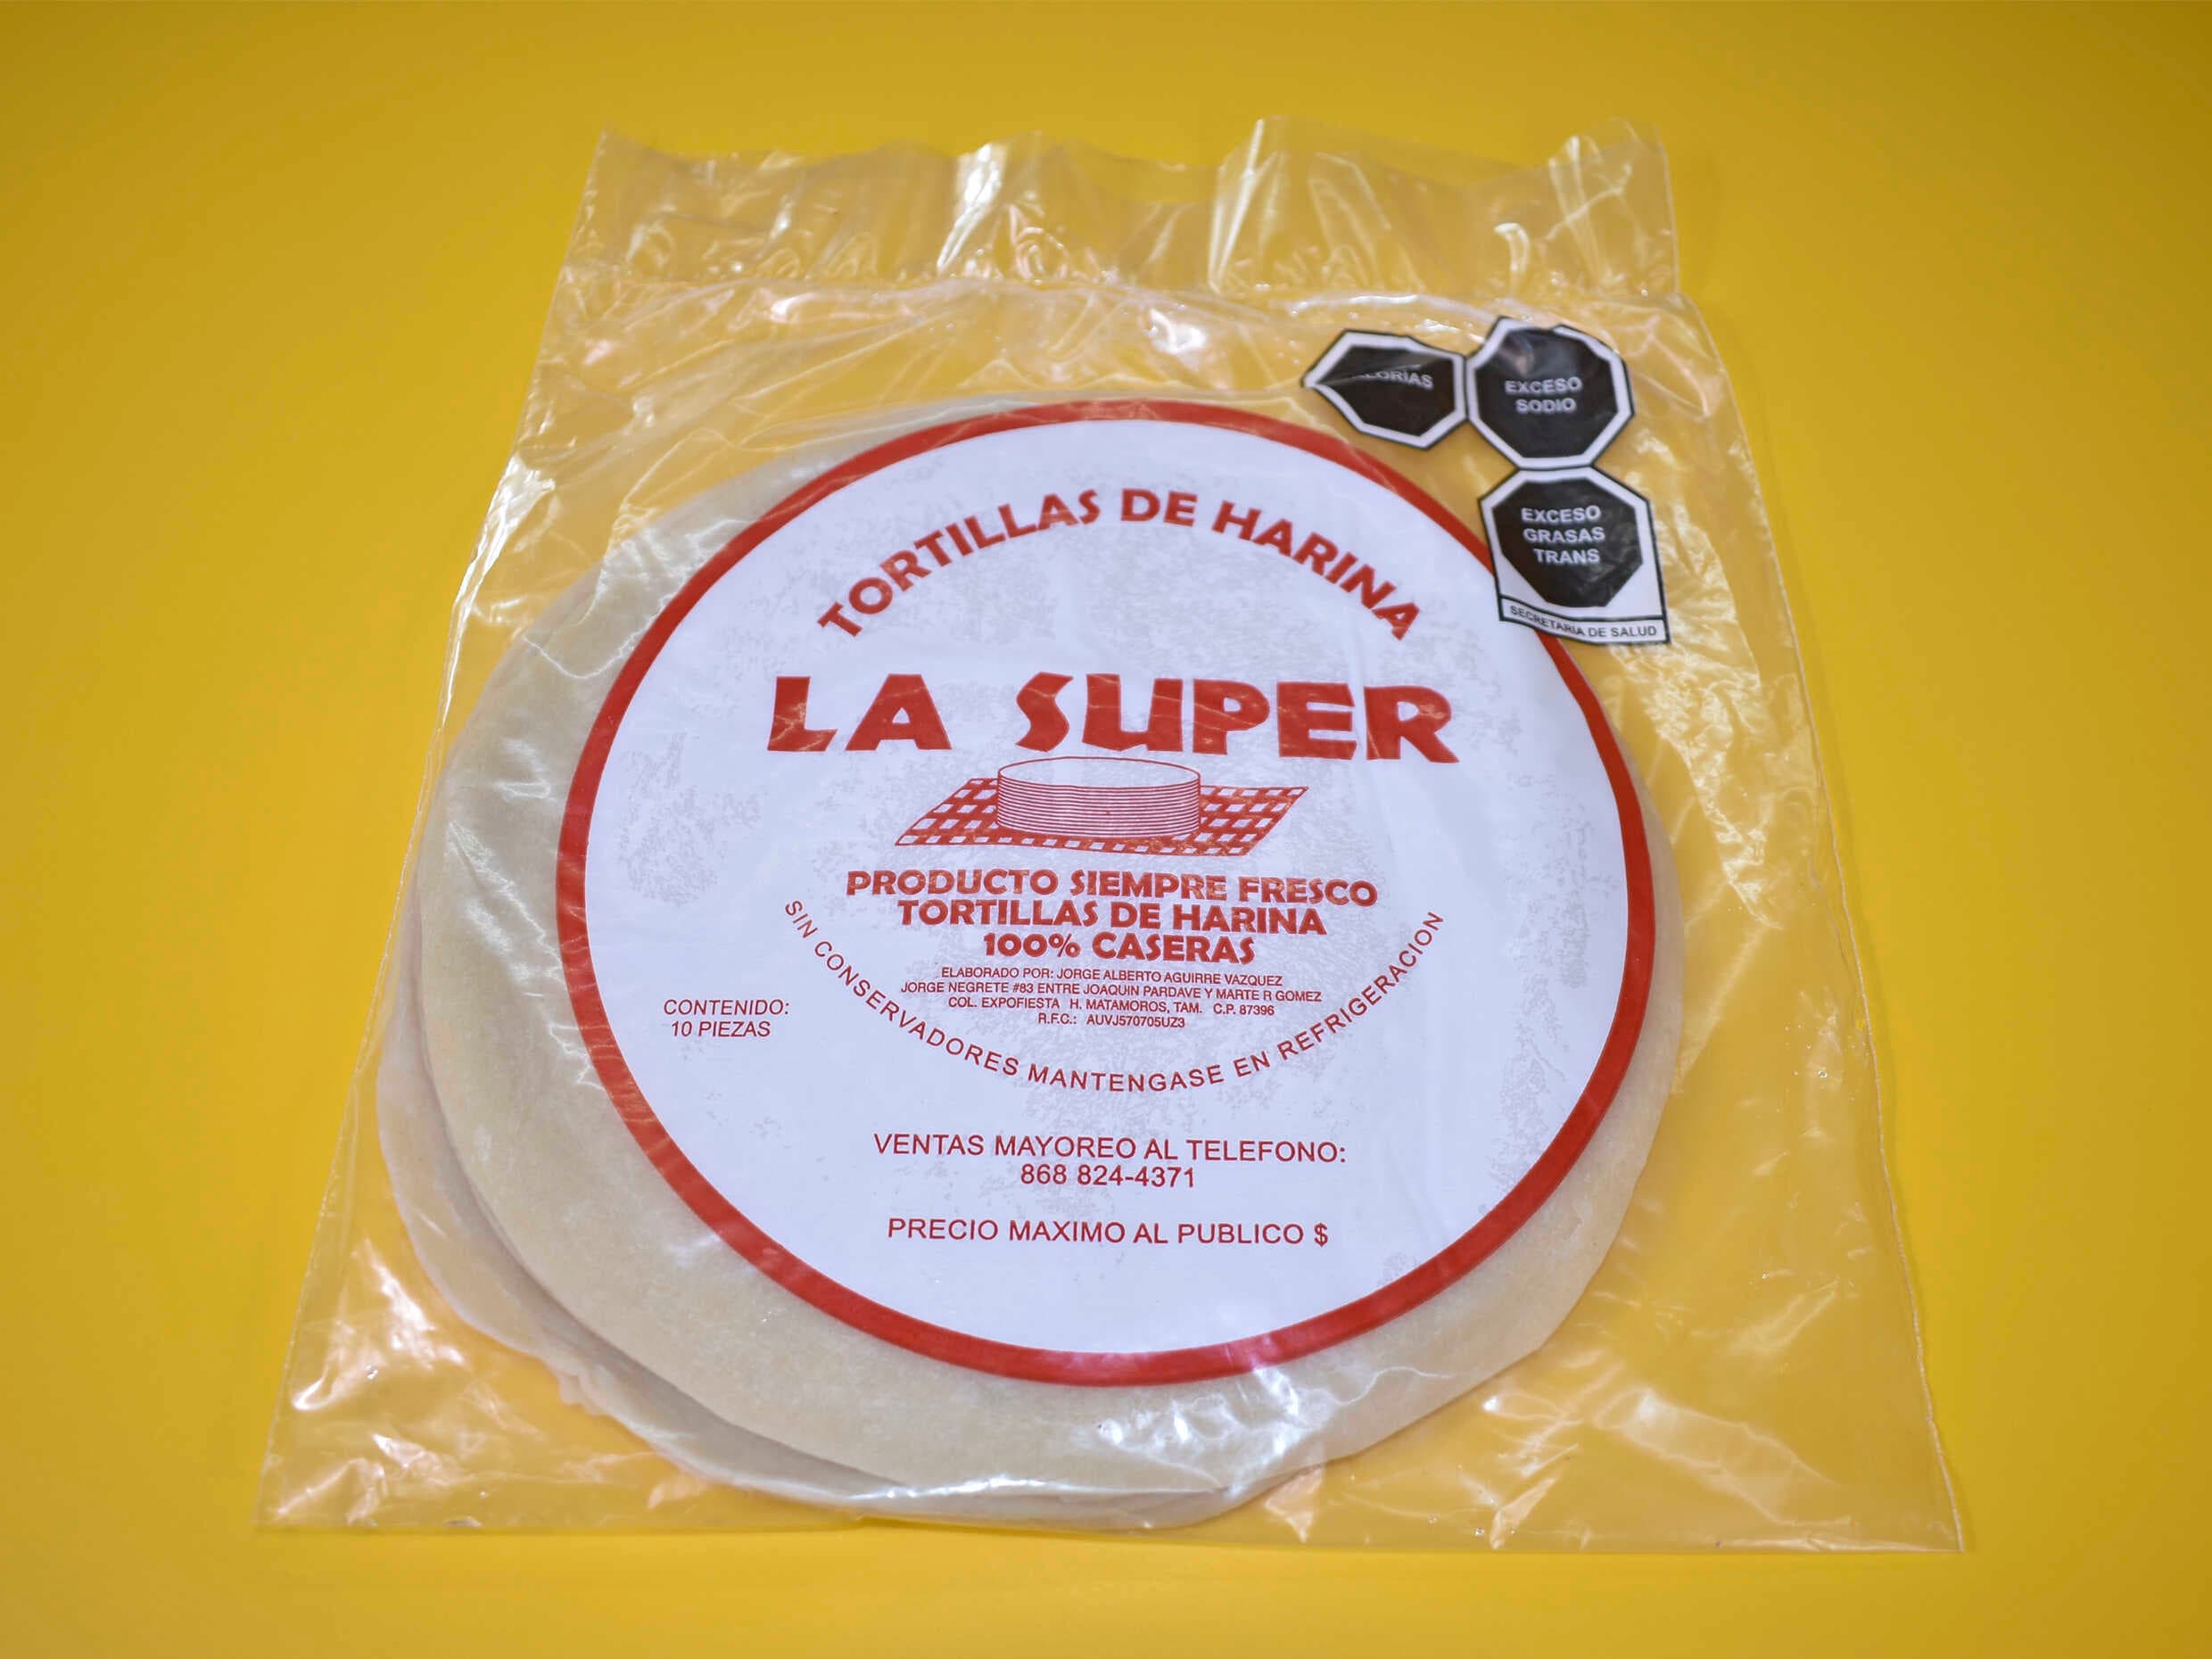 EXCESO
SODIO
EXCESO
GRASAS
TRANS
SECRETARIA DE SALUD
TORTILLAS DE HARINA
LA SUPER
PRODUCTO SIEMPRE FRESCO
TORTILLAS DE HARINA
100% CASERAS
ELABORADO POR: JORGE ALBERTO AGUIRRE VAZQUEZ
JORGE NEGRETE #83 ENTRE JOAQUIN PARDAVE Y MARTE R GOMEZ
COL. EXPOFIESTA H. MATAMOROS, TAM. C.P. 87396
R.F.C.: AUVJ570705UZ3
SIN CONSERVADORES MANTENGASE EN REFRIGERACION
CONTENIDO:
10 PIEZAS
VENTAS MAYOREO AL TELEFONO:
868 824-4371
PRECIO MAXIMO AL PUBLICO $